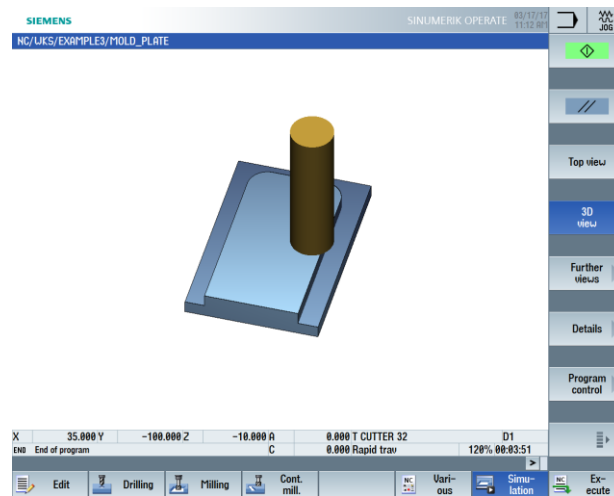 SIEMENS
SINUMERIK OPERATE 03/17/17 11:12 AM
JOG
NC/WKS/EXAMPLE3/MOLD_PLATE
Top view
3D view
Further views
Details
Program control
X 35.000 Y -100.000 Z -10.000 A 0.000 T CUTTER 32 D1
END End of program C 0.000 Rapid trav 120% 00:03:51
>
Edit Drilling Milling Cont. mill. NC Vari- ous Simu- lation NC Ex- ecute